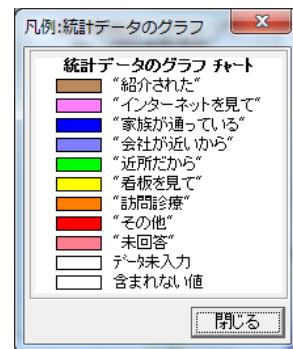 凡例:統計データのグラフ
統計データのグラフ ﾁｬｰﾄ
"紹介された"
"インターネットを見て"
"家族が通っている"
"会社が近いから"
"近所だから"
"看板を見て"
"訪問診療"
"その他"
"未回答"
ﾃﾞｰﾀ未入力
含まれない値
閉じる